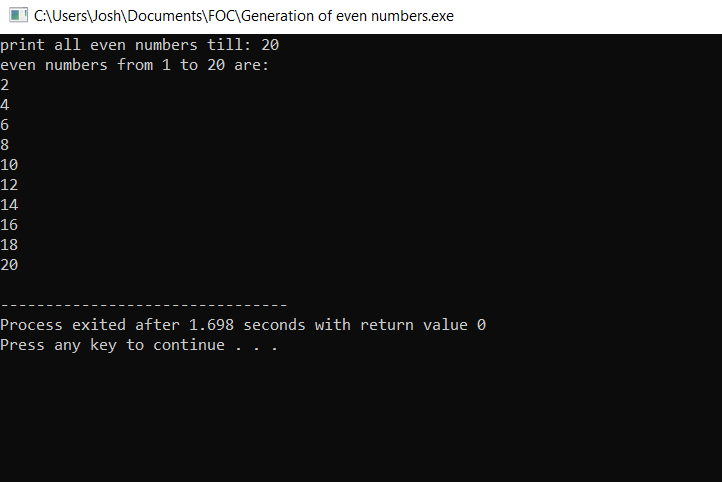 C:\Users\Josh\Documents\FOC\Generation of even numbers.exe
print all even numbers till: 20
even numbers from 1 to 20 are:
2
4
6
8
10
12
14
16
18
20
--------------------------------
Process exited after 1.698 seconds with return value 0
Press any key to continue . . .